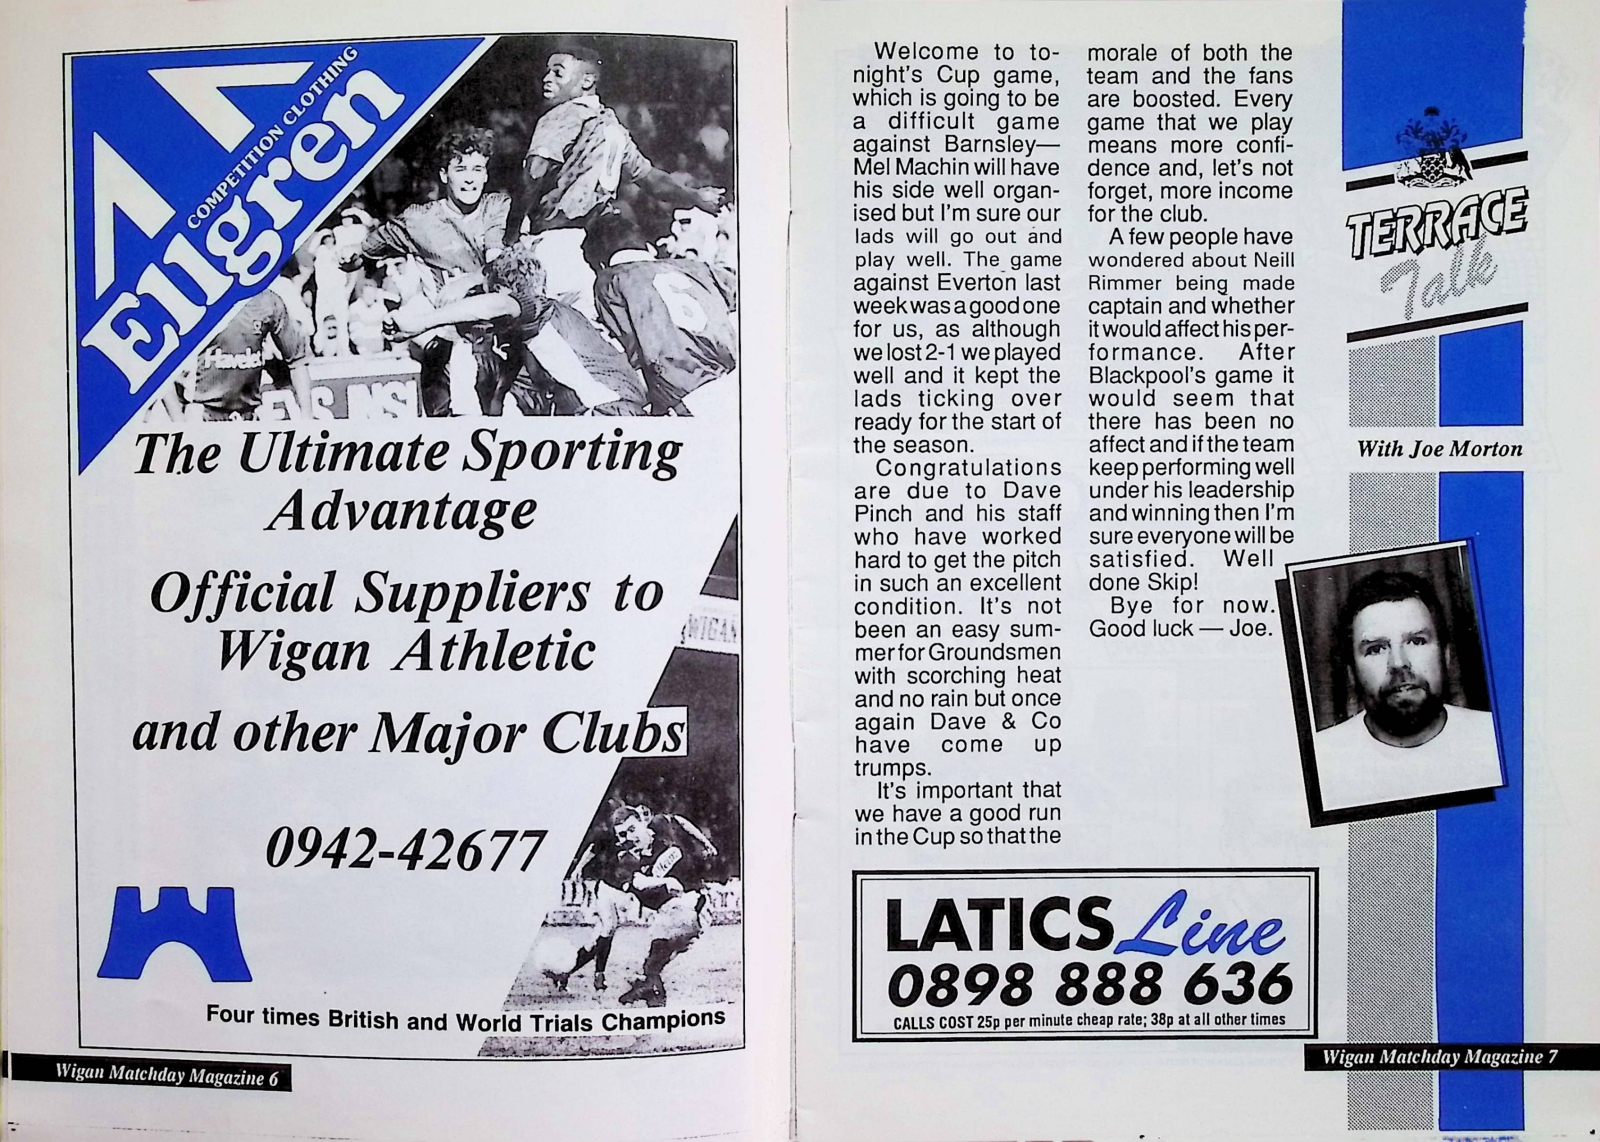 COMPETITION CLOTHING
Ellgren
The Ultimate Sporting
Advantage
Official Suppliers to
Wigan Athletic
and other Major Clubs
0942-42677
Four times British and World Trials Champions
Wigan Matchday Magazine 6
6
WIGAN
Welcome to to-
night's Cup game,
which is going to be
a difficult game
against Barnsley—
Mel Machin will have
his side well organ-
ised but I'm sure our
lads will go out and
play well. The game
against Everton last
week was a good one
for us, as although
we lost 2-1 we played
well and it kept the
lads ticking over
ready for the start of
the season.
Congratulations
are due to Dave
Pinch and his staff
who have worked
hard to get the pitch
in such an excellent
condition. It's not
been an easy sum-
mer for Groundsmen
with scorching heat
and no rain but once
again Dave & Co
have come up
trumps.
It's important that
we have a good run
in the Cup so that the
morale of both the
team and the fans
are boosted. Every
game that we play
means more confi-
dence and, let's not
forget, more income
for the club.
A few people have
wondered about Neill
Rimmer being made
captain and whether
it would affect his per-
formance. After
Blackpool's game it
would seem that
there has been no
affect and if the team
keep performing well
under his leadership
and winning then I'm
sure everyone will be
satisfied. Well
done Skip!
Bye for now.
Good luck — Joe.
TERRACE
Talk
With Joe Morton
LATICS Line
0898 888 636
CALLS COST 25p per minute cheap rate; 38p at all other times
Wigan Matchday Magazine 7